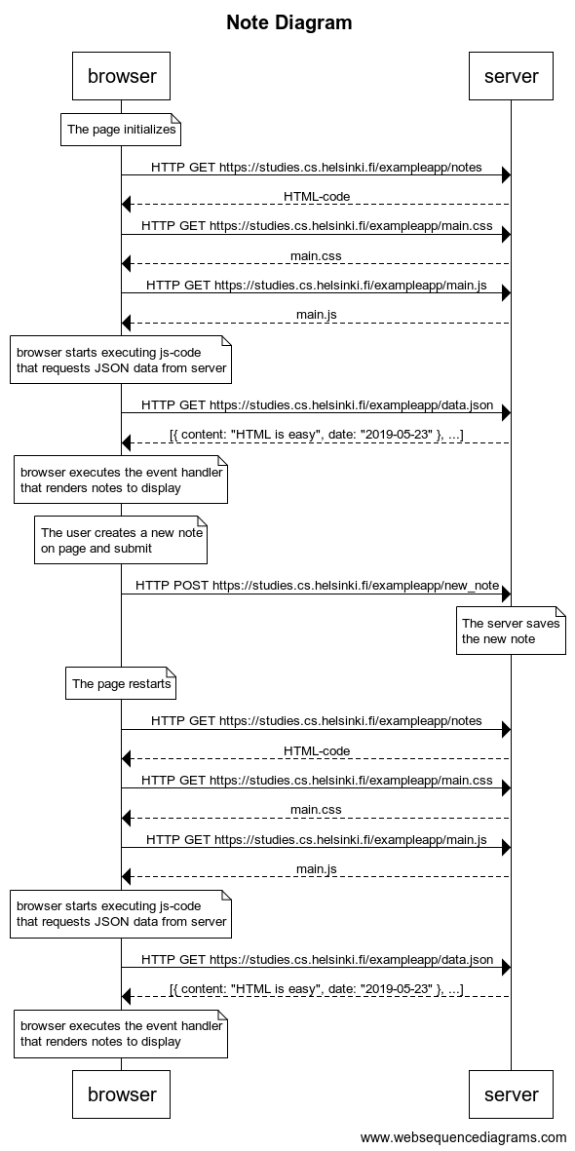 Note Diagram
browser
server
The page initializes
HTTP GET https://studies.cs.helsinki.fi/exampleapp/notes
HTML-code
HTTP GET https://studies.cs.helsinki.fi/exampleapp/main.css
main.css
HTTP GET https://studies.cs.helsinki.fi/exampleapp/main.js
main.js
browser starts executing js-code
that requests JSON data from server
HTTP GET https://studies.cs.helsinki.fi/exampleapp/data.json
[{ content: "HTML is easy", date: "2019-05-23" }, ...]
browser executes the event handler
that renders notes to display
The user creates a new note
on page and submit
HTTP POST https://studies.cs.helsinki.fi/exampleapp/new_note
The server saves
the new note
The page restarts
HTTP GET https://studies.cs.helsinki.fi/exampleapp/notes
HTML-code
HTTP GET https://studies.cs.helsinki.fi/exampleapp/main.css
main.css
HTTP GET https://studies.cs.helsinki.fi/exampleapp/main.js
main.js
browser starts executing js-code
that requests JSON data from server
HTTP GET https://studies.cs.helsinki.fi/exampleapp/data.json
[{ content: "HTML is easy", date: "2019-05-23" }, ...]
browser executes the event handler
that renders notes to display
browser
server
www.websequencediagrams.com